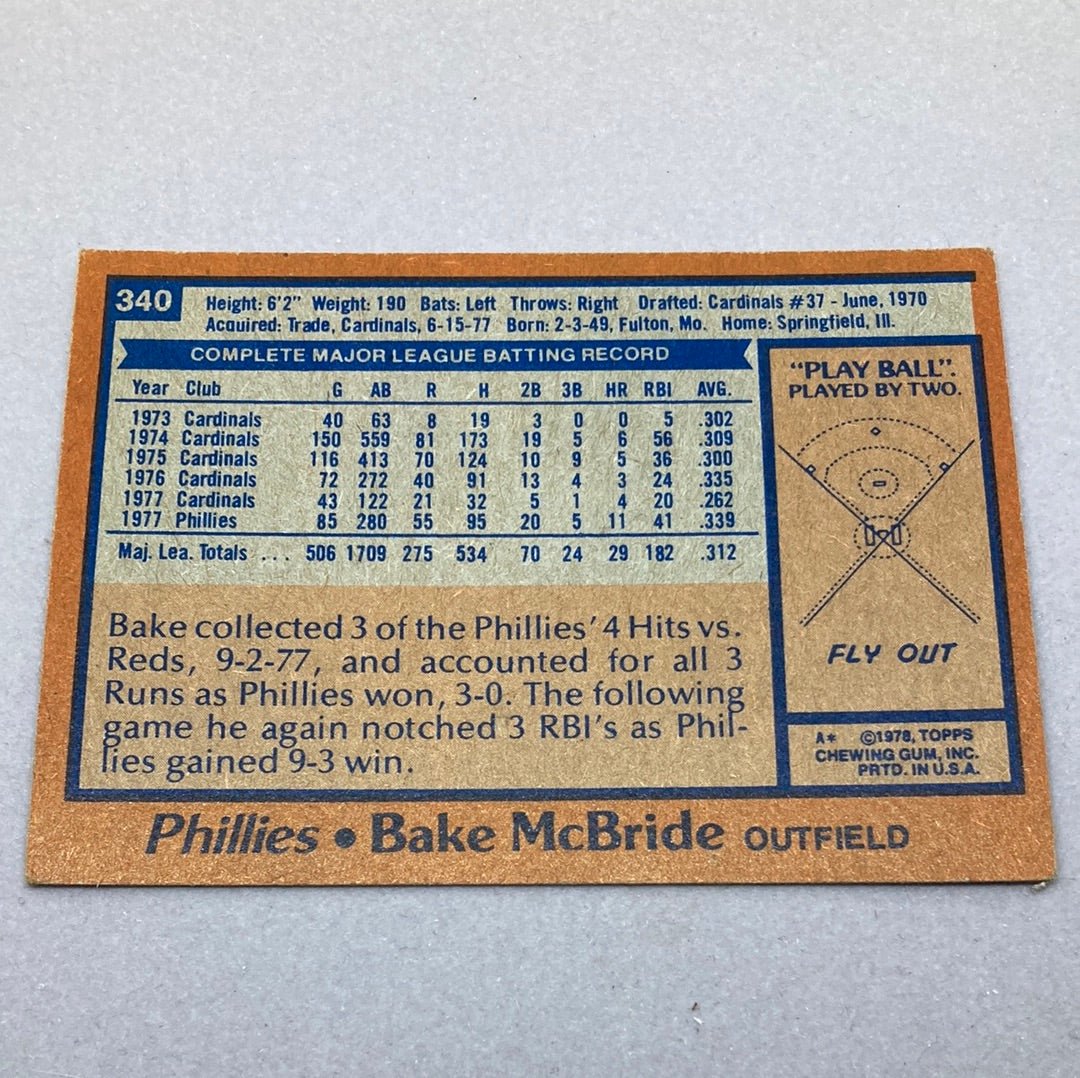 340
Height: 6'2" Weight: 190 Bats: Left Throws: Right Drafted: Cardinals #37 - June, 1970
Acquired: Trade, Cardinals, 6-15-77 Born: 2-3-49, Fulton, Mo. Home: Springfield, Ill.
COMPLETE MAJOR LEAGUE BATTING RECORD
Year Club G AB R H 2B 3B HR RBI AVG.
1973 Cardinals 40 63 8 19 3 0 0 5 .302
1974 Cardinals 150 559 81 173 19 5 6 56 .309
1975 Cardinals 116 413 70 124 10 9 5 36 .300
1976 Cardinals 72 272 40 91 13 4 3 24 .335
1977 Cardinals 43 122 21 32 5 1 4 20 .262
1977 Phillies 85 280 55 95 20 5 11 41 .339
Maj. Lea. Totals ... 506 1709 275 534 70 24 29 182 .312
Bake collected 3 of the Phillies' 4 Hits vs.
Reds, 9-2-77, and accounted for all 3
Runs as Phillies won, 3-0. The following
game he again notched 3 RBI's as Phil-
lies gained 9-3 win.
"PLAY BALL".
PLAYED BY TWO.
FLY OUT
A* ©1978, TOPPS
CHEWING GUM, INC.
PRTD. IN U.S.A.
Phillies • Bake McBride OUTFIELD